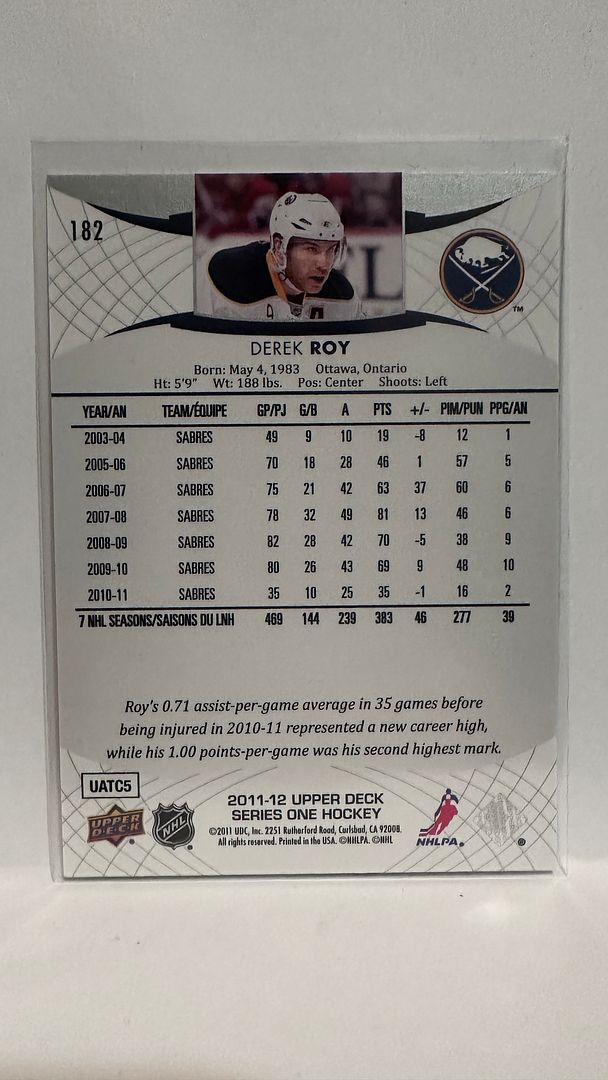 182
TM
DEREK ROY
Born: May 4, 1983 Ottawa, Ontario
Ht: 5'9" Wt: 188 lbs. Pos: Center Shoots: Left
YEAR/AN TEAM/ÉQUIPE GP/PJ G/B A PTS +/- PIM/PUN PPG/AN
2003-04 SABRES 49 9 10 19 -8 12 1
2005-06 SABRES 70 18 28 46 1 57 5
2006-07 SABRES 75 21 42 63 37 60 6
2007-08 SABRES 78 32 49 81 13 46 6
2008-09 SABRES 82 28 42 70 -5 38 9
2009-10 SABRES 80 26 43 69 9 48 10
2010-11 SABRES 35 10 25 35 -1 16 2
7 NHL SEASONS/SAISONS DU LNH 469 144 239 383 46 277 39
Roy's 0.71 assist-per-game average in 35 games before
being injured in 2010-11 represented a new career high,
while his 1.00 points-per-game was his second highest mark.
UATC5
UPPER DECK
NHL
2011-12 UPPER DECK
SERIES ONE HOCKEY
©2011 UDC, Inc. 2251 Rutherford Road, Carlsbad, CA 92008.
All rights reserved. Printed in the USA. ©NHLPA. ©NHL
NHLPA.